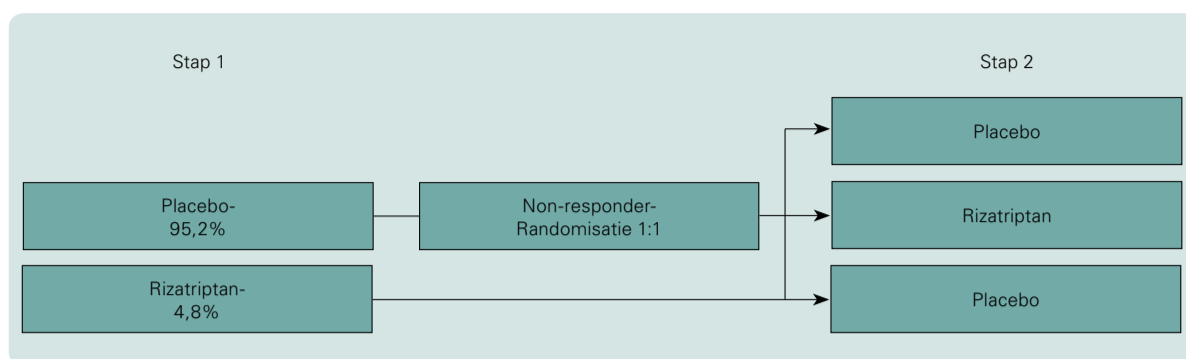 Stap 1
Stap 2
Placebo
Placebo-
95,2%
Non-responder-
Randomisatie 1:1
Rizatriptan
Rizatriptan-
4,8%
Placebo